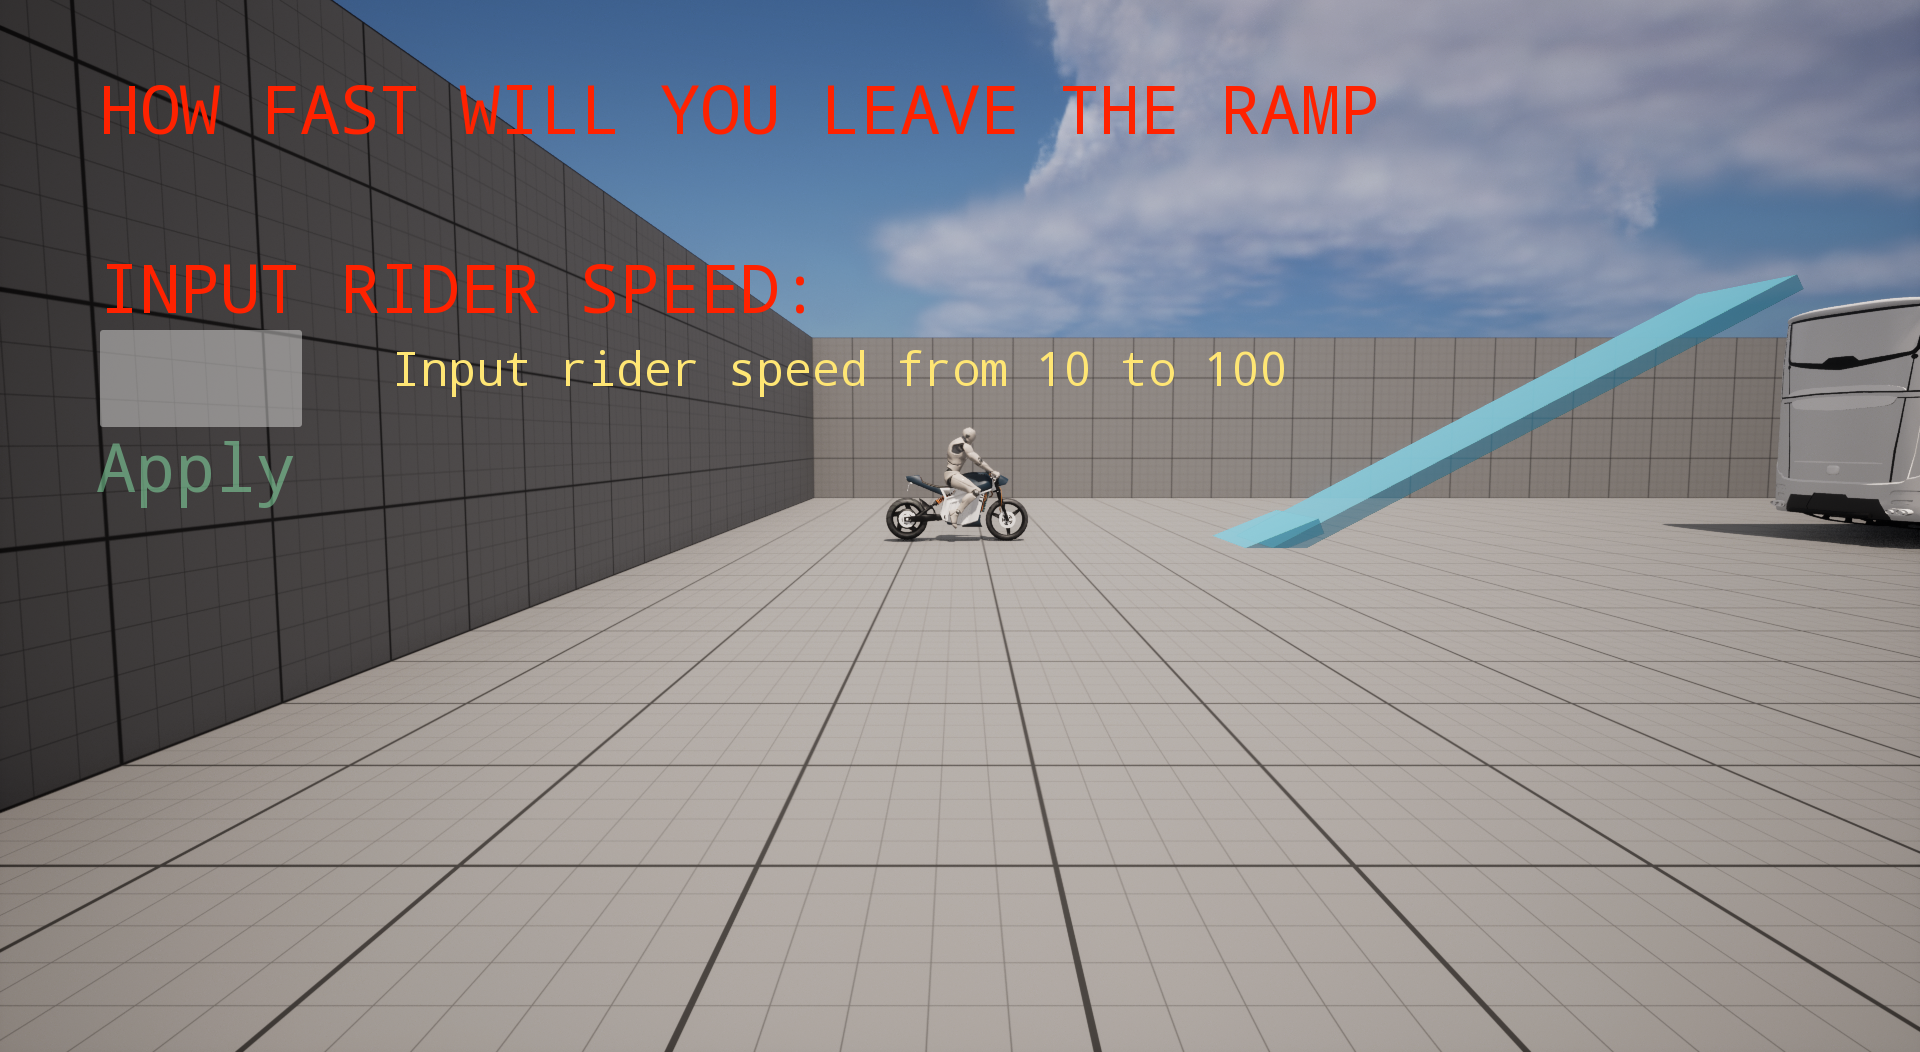 HOW FAST WILL YOU LEAVE THE RAMP
INPUT RIDER SPEED:
Input rider speed from 10 to 100
Apply